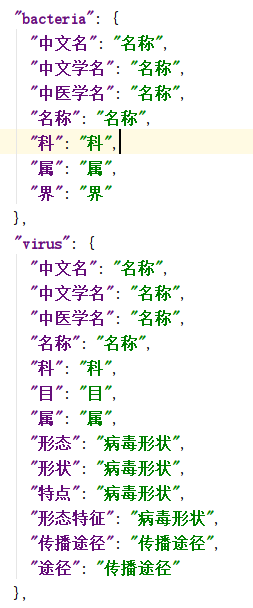 "bacteria": {
"中文名": "名称",
"中文学名": "名称",
"中医学名": "名称",
"名称": "名称",
"科": "科",
"属": "属",
"界": "界"
},
"virus": {
"中文名": "名称",
"中文学名": "名称",
"中医学名": "名称",
"名称": "名称",
"科": "科",
"目": "目",
"属": "属",
"形态": "病毒形状",
"形状": "病毒形状",
"特点": "病毒形状",
"形态特征": "病毒形状",
"传播途径": "传播途径",
"途径": "传播途径"
},